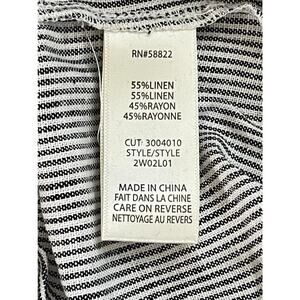 RN#58822
55%LINEN
55%LINEN
45%RAYON
45%RAYONNE
CUT: 3004010
STYLE/STYLE
2W02L01
MADE IN CHINA
FAIT DANS LA CHINE
CARE ON REVERSE
NETTOYAGE AU REVERS